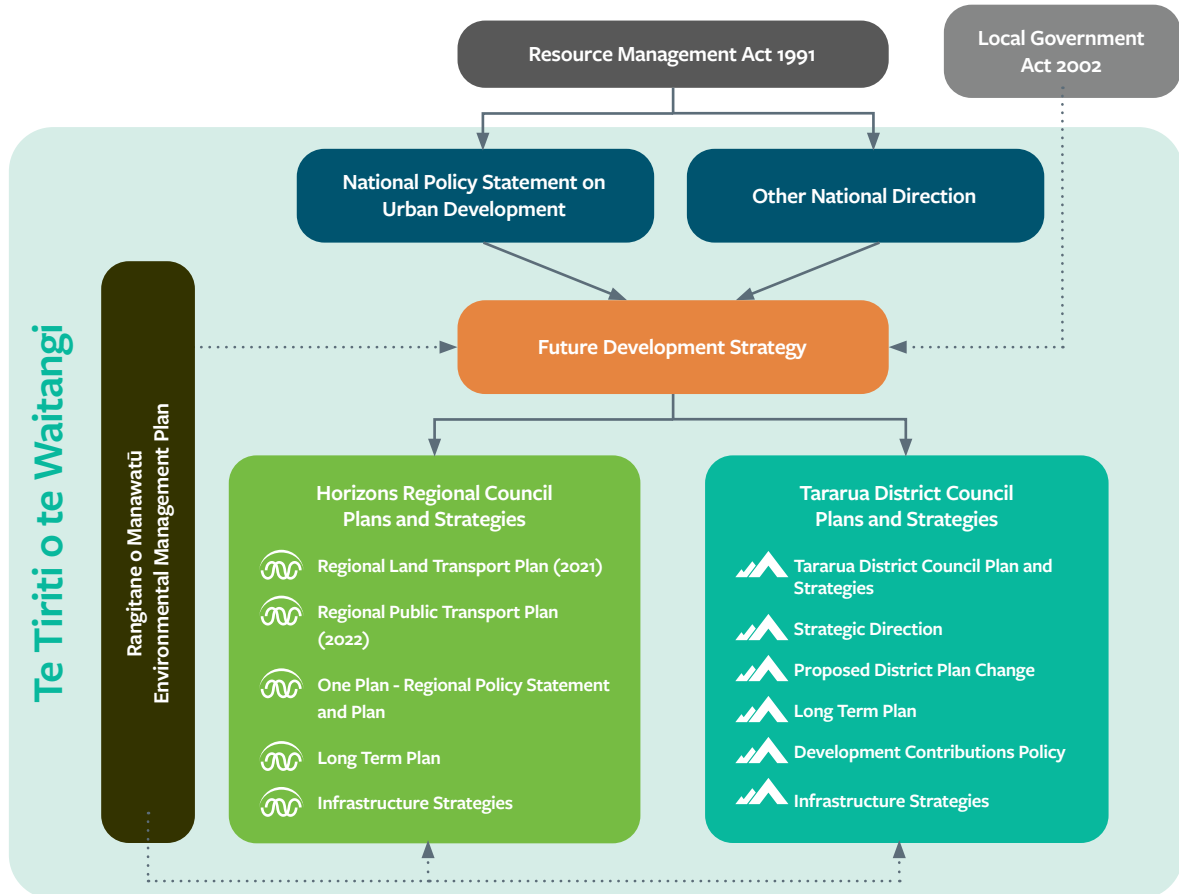 Resource Management Act 1991
Local Government
Act 2002
National Policy Statement on
Urban Development
Other National Direction
Future Development Strategy
Te Tiriti o te Waitangi
Rangitane o Manawatū
Environmental Management Plan
Horizons Regional Council
Plans and Strategies
Regional Land Transport Plan (2021)
Regional Public Transport Plan
(2022)
One Plan - Regional Policy Statement
and Plan
Long Term Plan
Infrastructure Strategies
Tararua District Council
Plans and Strategies
Tararua District Council Plan and
Strategies
Strategic Direction
Proposed District Plan Change
Long Term Plan
Development Contributions Policy
Infrastructure Strategies